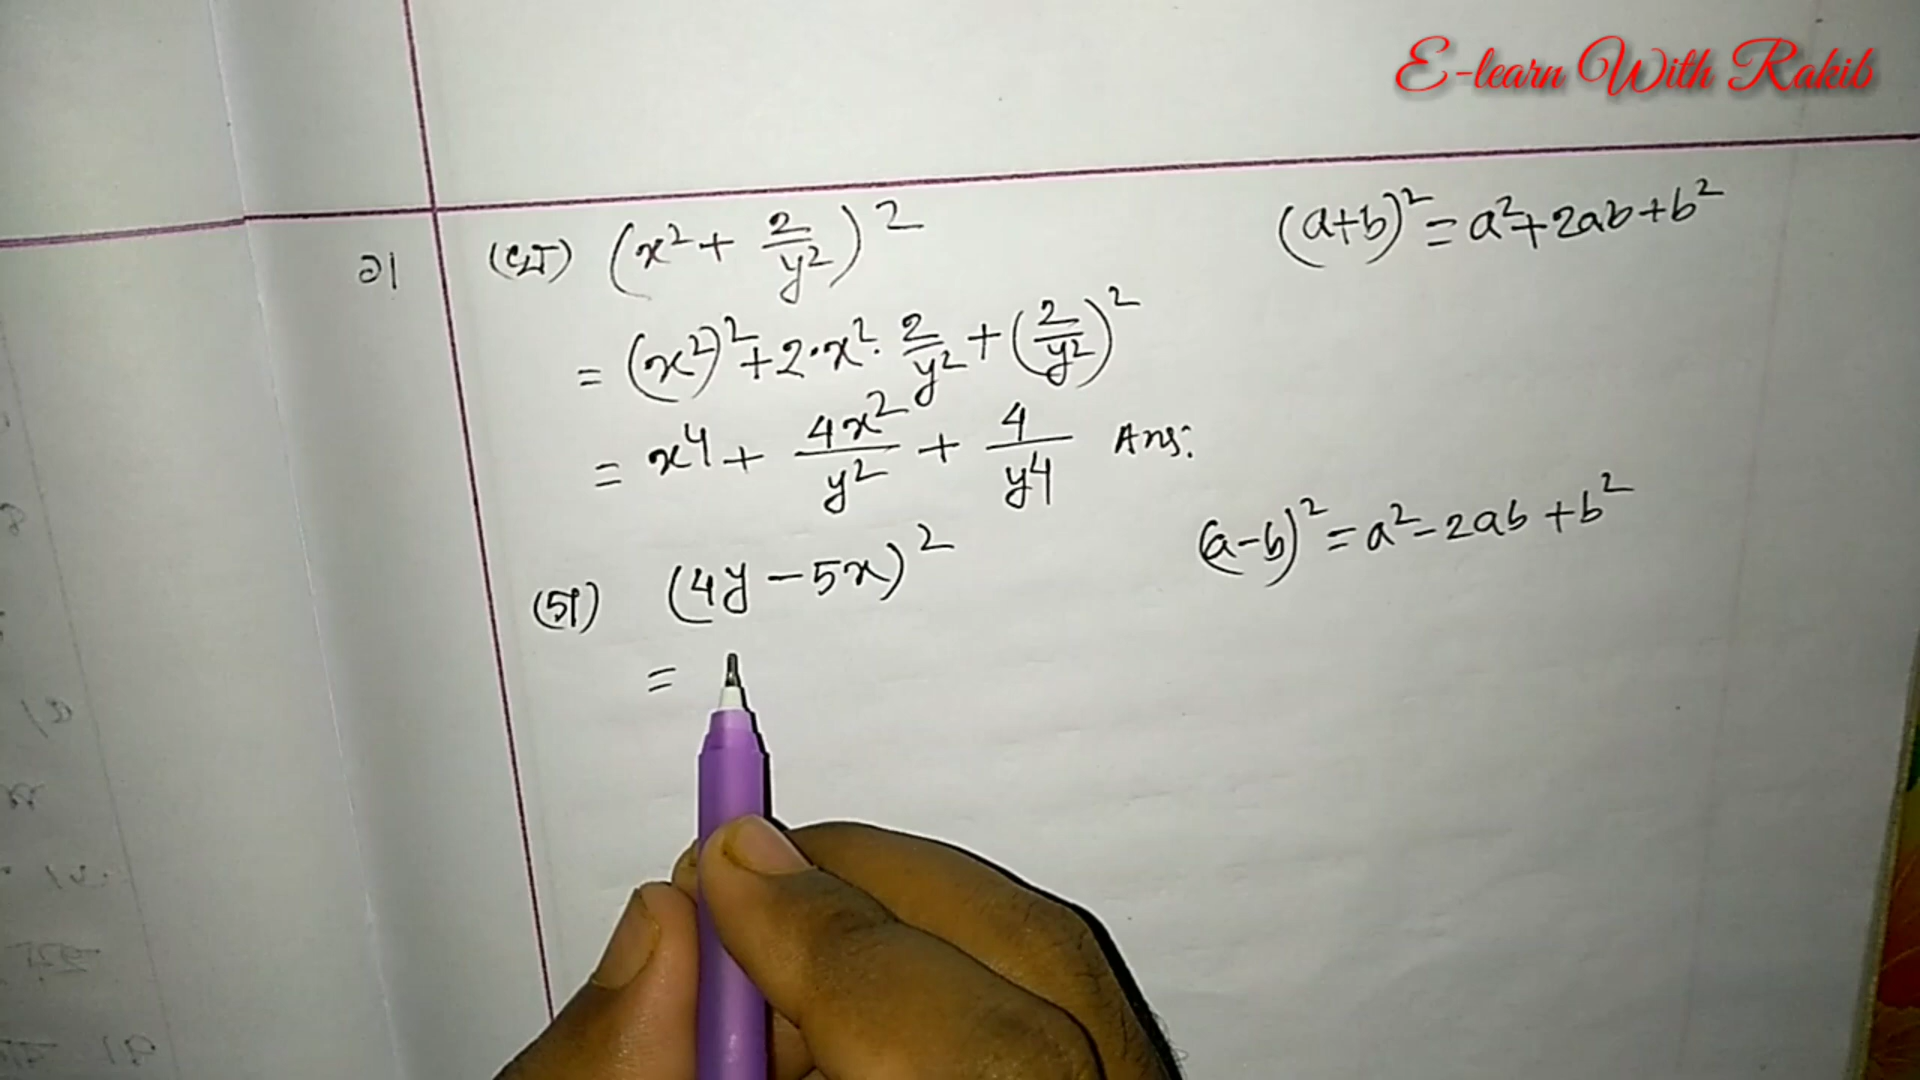 E-learn With Rakib
১। (ঘ) (x² + 2/y²)²
(a+b)² = a²+2ab+b²
= (x²)²+2·x²·2/y²+(2/y²)²
= x⁴ + 4x²/y² + 4/y⁴ Ans:
(a-b)² = a²-2ab+b²
(ঙ) (4y-5x)²
=